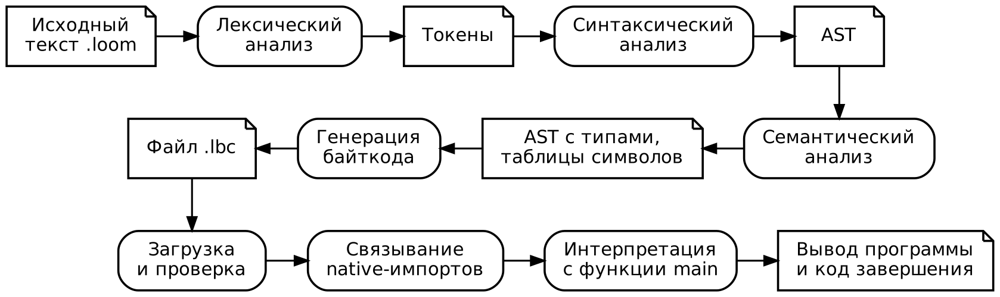 Исходный
текст .loom
Лексический
анализ
Токены
Синтаксический
анализ
AST
Файл .lbc
Генерация
байткода
AST с типами,
таблицы символов
Семантический
анализ
Загрузка
и проверка
Связывание
native-импортов
Интерпретация
с функции main
Вывод программы
и код завершения